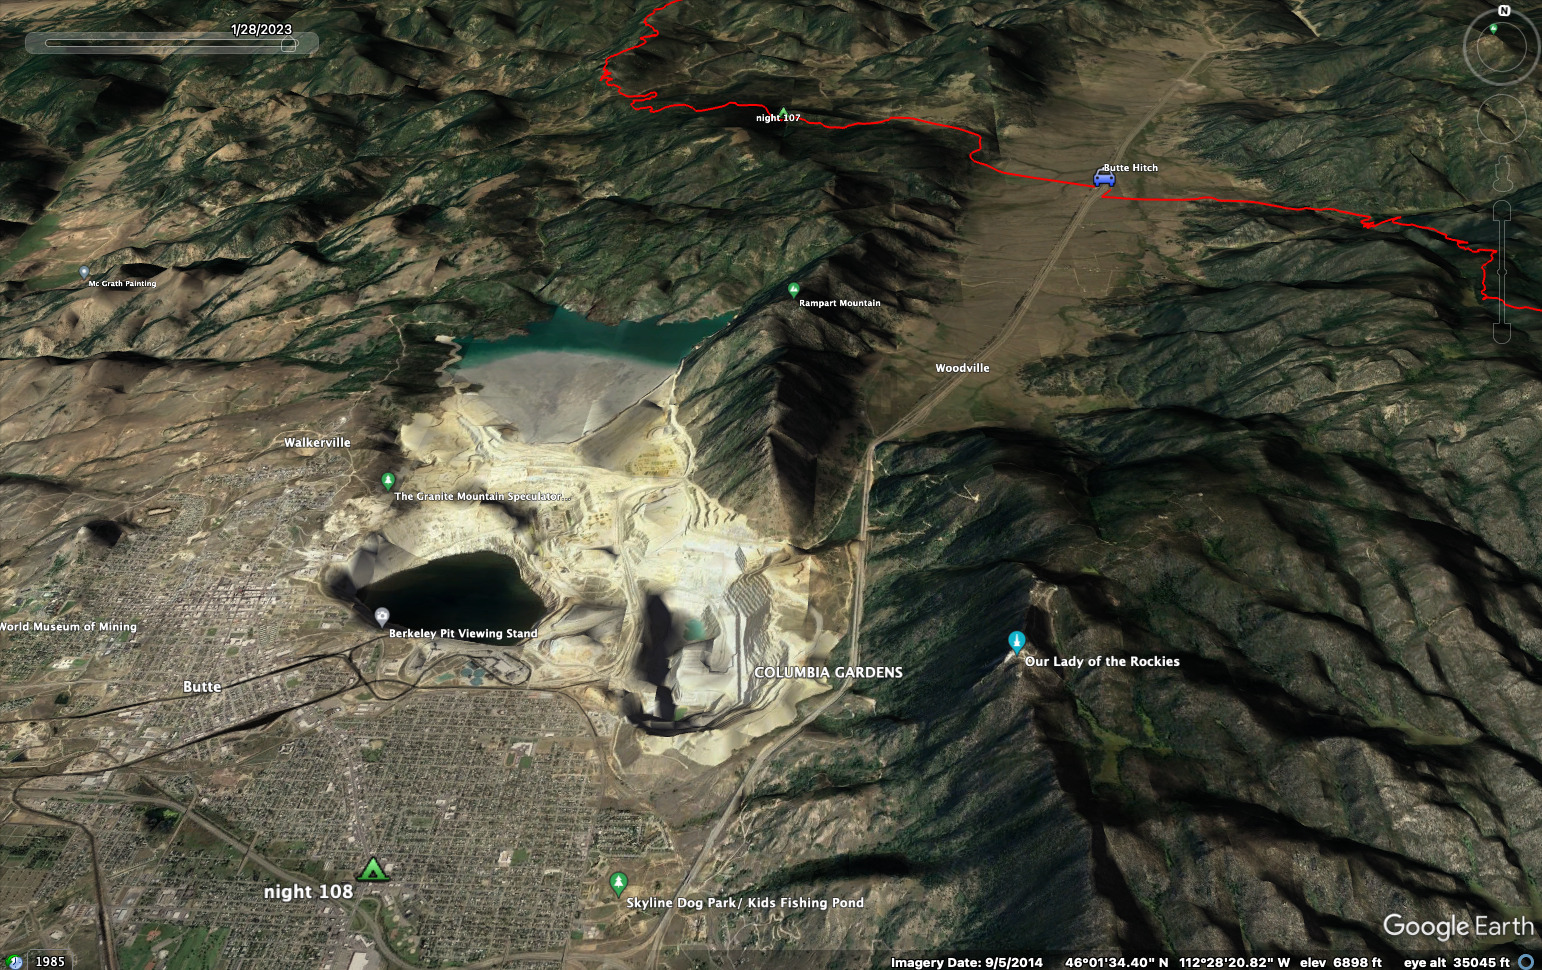 1/28/2023
N
night 107
Butte Hitch
Mc Grath Painting
Rampart Mountain
Woodville
Walkerville
The Granite Mountain Speculator...
World Museum of Mining
Berkeley Pit Viewing Stand
Our Lady of the Rockies
COLUMBIA GARDENS
Butte
night 108
Skyline Dog Park/ Kids Fishing Pond
Google Earth
1985
Imagery Date: 9/5/2014 46°01'34.40" N 112°28'20.82" W elev 6898 ft eye alt 35045 ft